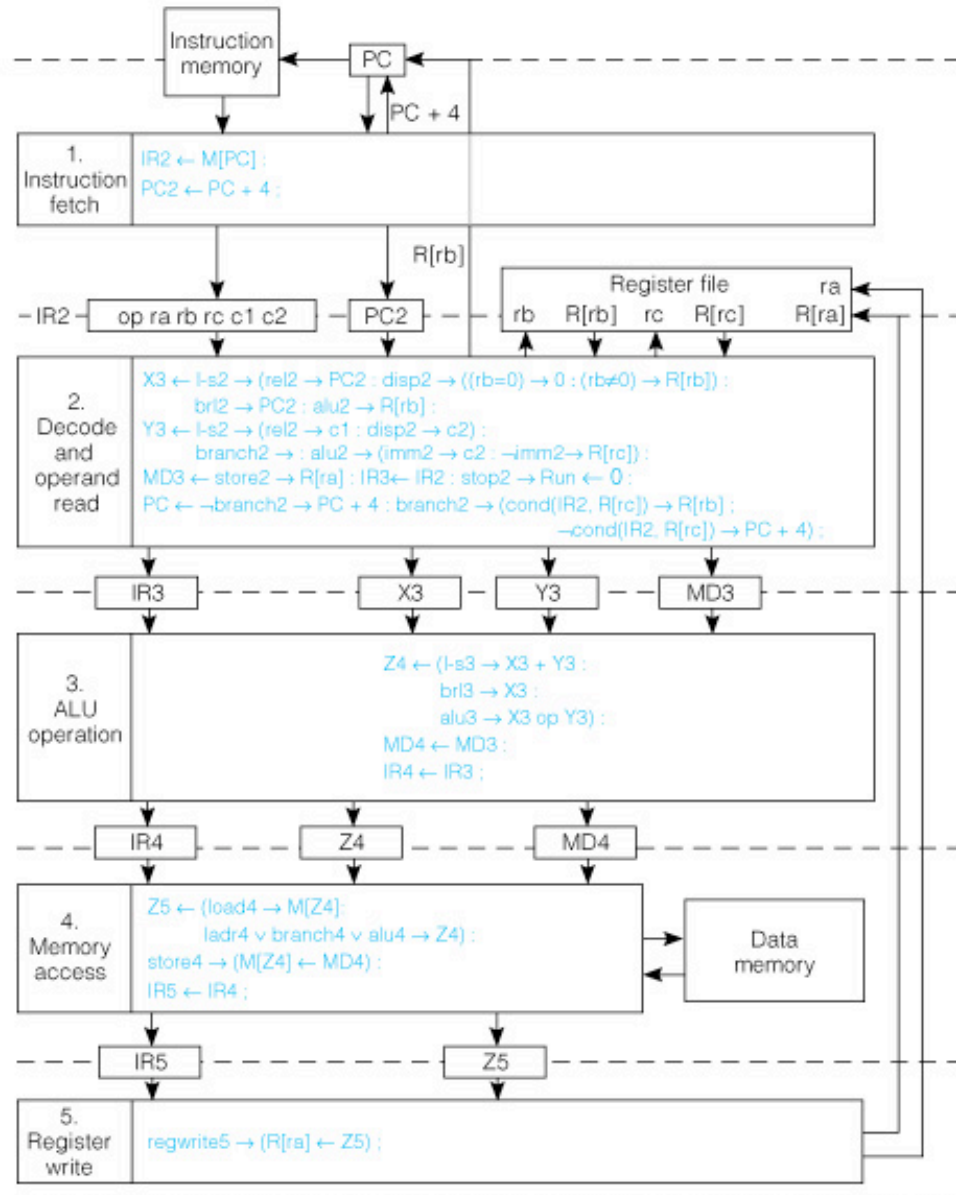 Instruction
memory
PC
PC + 4
1.
Instruction
fetch
IR2 ← M[PC] :
PC2 ← PC + 4 ;
R[rb]
Register file
ra
IR2
op ra rb rc c1 c2
PC2
rb R[rb] rc R[rc] R[ra]
2.
Decode
and
operand
read
X3 ← l-s2 → (rel2 → PC2 : disp2 → ((rb=0) → 0 : (rb≠0) → R[rb]) :
brl2 → PC2 : alu2 → R[rb] :
Y3 ← l-s2 → (rel2 → c1 : disp2 → c2) :
branch2 → : alu2 → (imm2 → c2 : ¬imm2→ R[rc]) :
MD3 ← store2 → R[ra] : IR3← IR2 : stop2 → Run ← 0 :
PC ← ¬branch2 → PC + 4 : branch2 → (cond(IR2, R[rc]) → R[rb] ;
¬cond(IR2, R[rc]) → PC + 4) ;
IR3
X3
Y3
MD3
3.
ALU
operation
Z4 ← (l-s3 → X3 + Y3 :
brl3 → X3 :
alu3 → X3 op Y3) :
MD4 ← MD3 :
IR4 ← IR3 ;
IR4
Z4
MD4
4.
Memory
access
Z5 ← (load4 → M[Z4]:
ladr4 ∨ branch4 ∨ alu4 → Z4) :
store4 → (M[Z4] ← MD4) :
IR5 ← IR4 ;
Data
memory
IR5
Z5
5.
Register
write
regwrite5 → (R[ra] ← Z5) ;